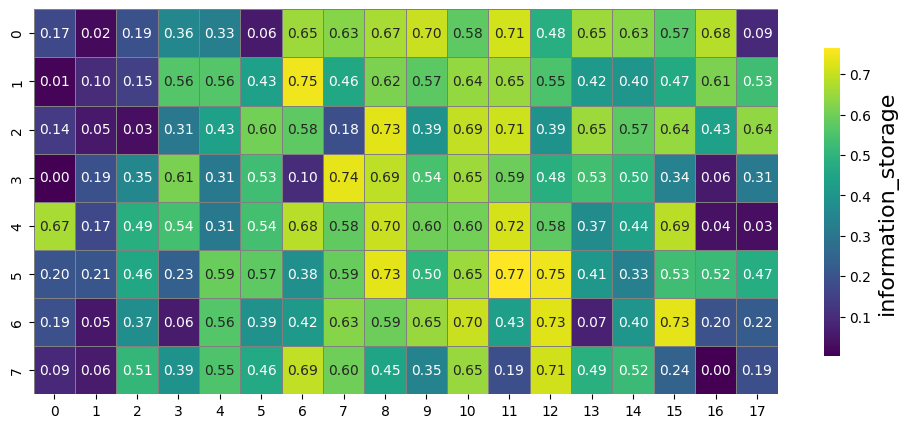 0 0.17 0.02 0.19 0.36 0.33 0.06 0.65 0.63 0.67 0.70 0.58 0.71 0.48 0.65 0.63 0.57 0.68 0.09
1 0.01 0.10 0.15 0.56 0.56 0.43 0.75 0.46 0.62 0.57 0.64 0.65 0.55 0.42 0.40 0.47 0.61 0.53
2 0.14 0.05 0.03 0.31 0.43 0.60 0.58 0.18 0.73 0.39 0.69 0.71 0.39 0.65 0.57 0.64 0.43 0.64
3 0.00 0.19 0.35 0.61 0.31 0.53 0.10 0.74 0.69 0.54 0.65 0.59 0.48 0.53 0.50 0.34 0.06 0.31
4 0.67 0.17 0.49 0.54 0.31 0.54 0.68 0.58 0.70 0.60 0.60 0.72 0.58 0.37 0.44 0.69 0.04 0.03
5 0.20 0.21 0.46 0.23 0.59 0.57 0.38 0.59 0.73 0.50 0.65 0.77 0.75 0.41 0.33 0.53 0.52 0.47
6 0.19 0.05 0.37 0.06 0.56 0.39 0.42 0.63 0.59 0.65 0.70 0.43 0.73 0.07 0.40 0.73 0.20 0.22
7 0.09 0.06 0.51 0.39 0.55 0.46 0.69 0.60 0.45 0.35 0.65 0.19 0.71 0.49 0.52 0.24 0.00 0.19
0 1 2 3 4 5 6 7 8 9 10 11 12 13 14 15 16 17
0.7
0.6
0.5
0.4
0.3
0.2
0.1
information_storage